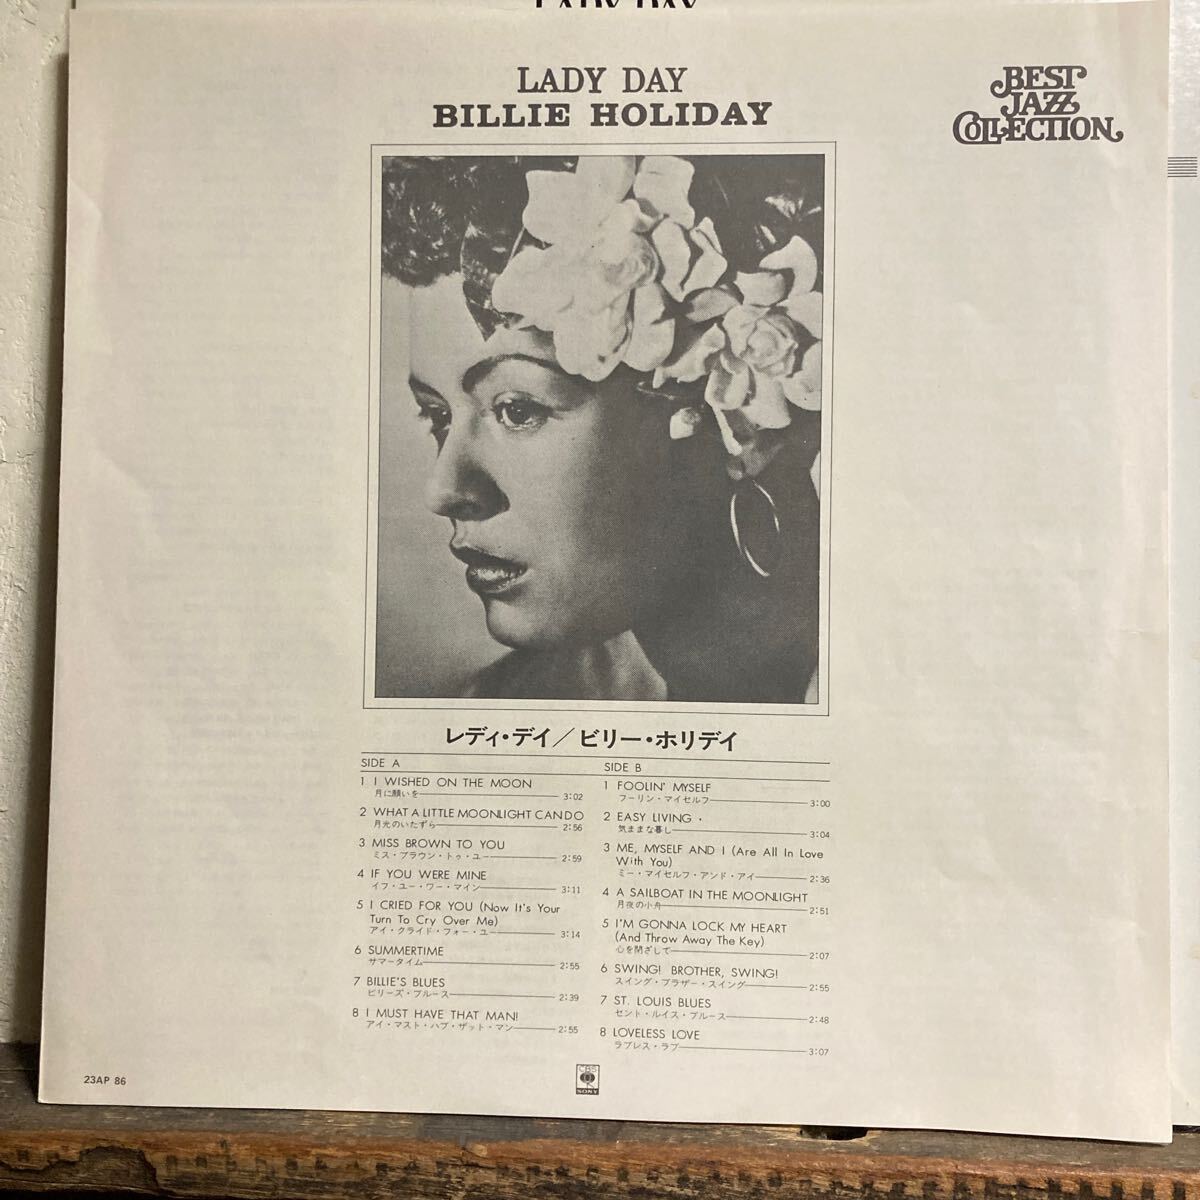 LADY DAY
LADY DAY
BILLIE HOLIDAY
BEST
JAZZ
COLLECTION
レディ・デイ/ビリー・ホリデイ
SIDE A
1 I WISHED ON THE MOON
月に願いを 3:02
2 WHAT A LITTLE MOONLIGHT CAN DO
月光のいたずら 2:56
3 MISS BROWN TO YOU
ミス・ブラウン・トゥ・ユー 2:59
4 IF YOU WERE MINE
イフ・ユー・ワー・マイン 3:11
5 I CRIED FOR YOU (Now It's Your
Turn To Cry Over Me)
アイ・クライド・フォー・ユー 3:14
6 SUMMERTIME
サマータイム 2:55
7 BILLIE'S BLUES
ビリーズ・ブルース 2:39
8 I MUST HAVE THAT MAN!
アイ・マスト・ハブ・ザット・マン 2:55
SIDE B
1 FOOLIN' MYSELF
フーリン・マイセルフ 3:00
2 EASY LIVING ・
気ままな暮し 3:04
3 ME, MYSELF AND I (Are All In Love
With You)
ミー・マイセルフ・アンド・アイ 2:36
4 A SAILBOAT IN THE MOONLIGHT
月夜の小舟 2:51
5 I'M GONNA LOCK MY HEART
(And Throw Away The Key)
心を閉ざして 2:07
6 SWING! BROTHER, SWING!
スイング・ブラザー・スイング 2:55
7 ST. LOUIS BLUES
セント・ルイス・ブルース 2:48
8 LOVELESS LOVE
ラブレス・ラブ 3:07
23AP 86
CBS
SONY